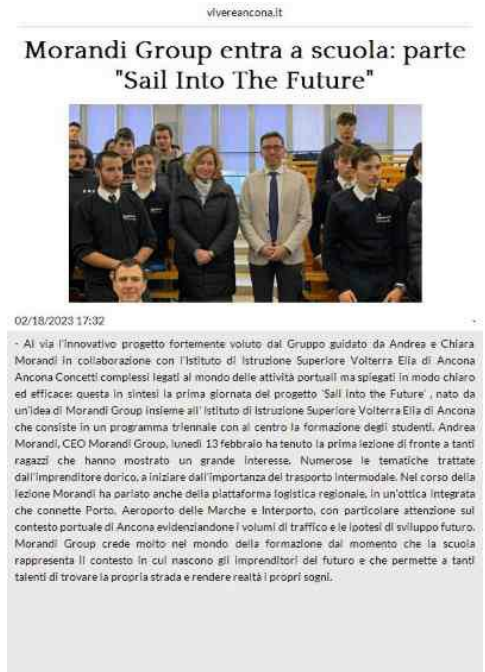 vivereancona.it
Morandi Group entra a scuola: parte
"Sail Into The Future"
02/18/2023 17:32
- Al via l'innovativo progetto fortemente voluto dal Gruppo guidato da Andrea e Chiara
Morandi in collaborazione con l'Istituto di Istruzione Superiore Volterra Elia di Ancona
Ancona Concetti complessi legati al mondo delle attività portuali ma spiegati in modo chiaro
ed efficace: questa in sintesi la prima giornata del progetto 'Sail into the Future' , nato da
un'idea di Morandi Group insieme all' Istituto di Istruzione Superiore Volterra Elia di Ancona
che consiste in un programma triennale con al centro la formazione degli studenti. Andrea
Morandi, CEO Morandi Group, lunedì 13 febbraio ha tenuto la prima lezione di fronte a tanti
ragazzi che hanno mostrato un grande interesse. Numerose le tematiche trattate
dall'imprenditore dorico, a iniziare dall'importanza del trasporto intermodale. Nel corso della
lezione Morandi ha parlato anche della piattaforma logistica regionale, in un'ottica integrata
che connette Porto, Aeroporto delle Marche e Interporto, con particolare attenzione sul
contesto portuale di Ancona evidenziandone i volumi di traffico e le ipotesi di sviluppo futuro.
Morandi Group crede molto nel mondo della formazione dal momento che la scuola
rappresenta il contesto in cui nascono gli imprenditori del futuro e che permette a tanti
talenti di trovare la propria strada e rendere realtà i propri sogni.